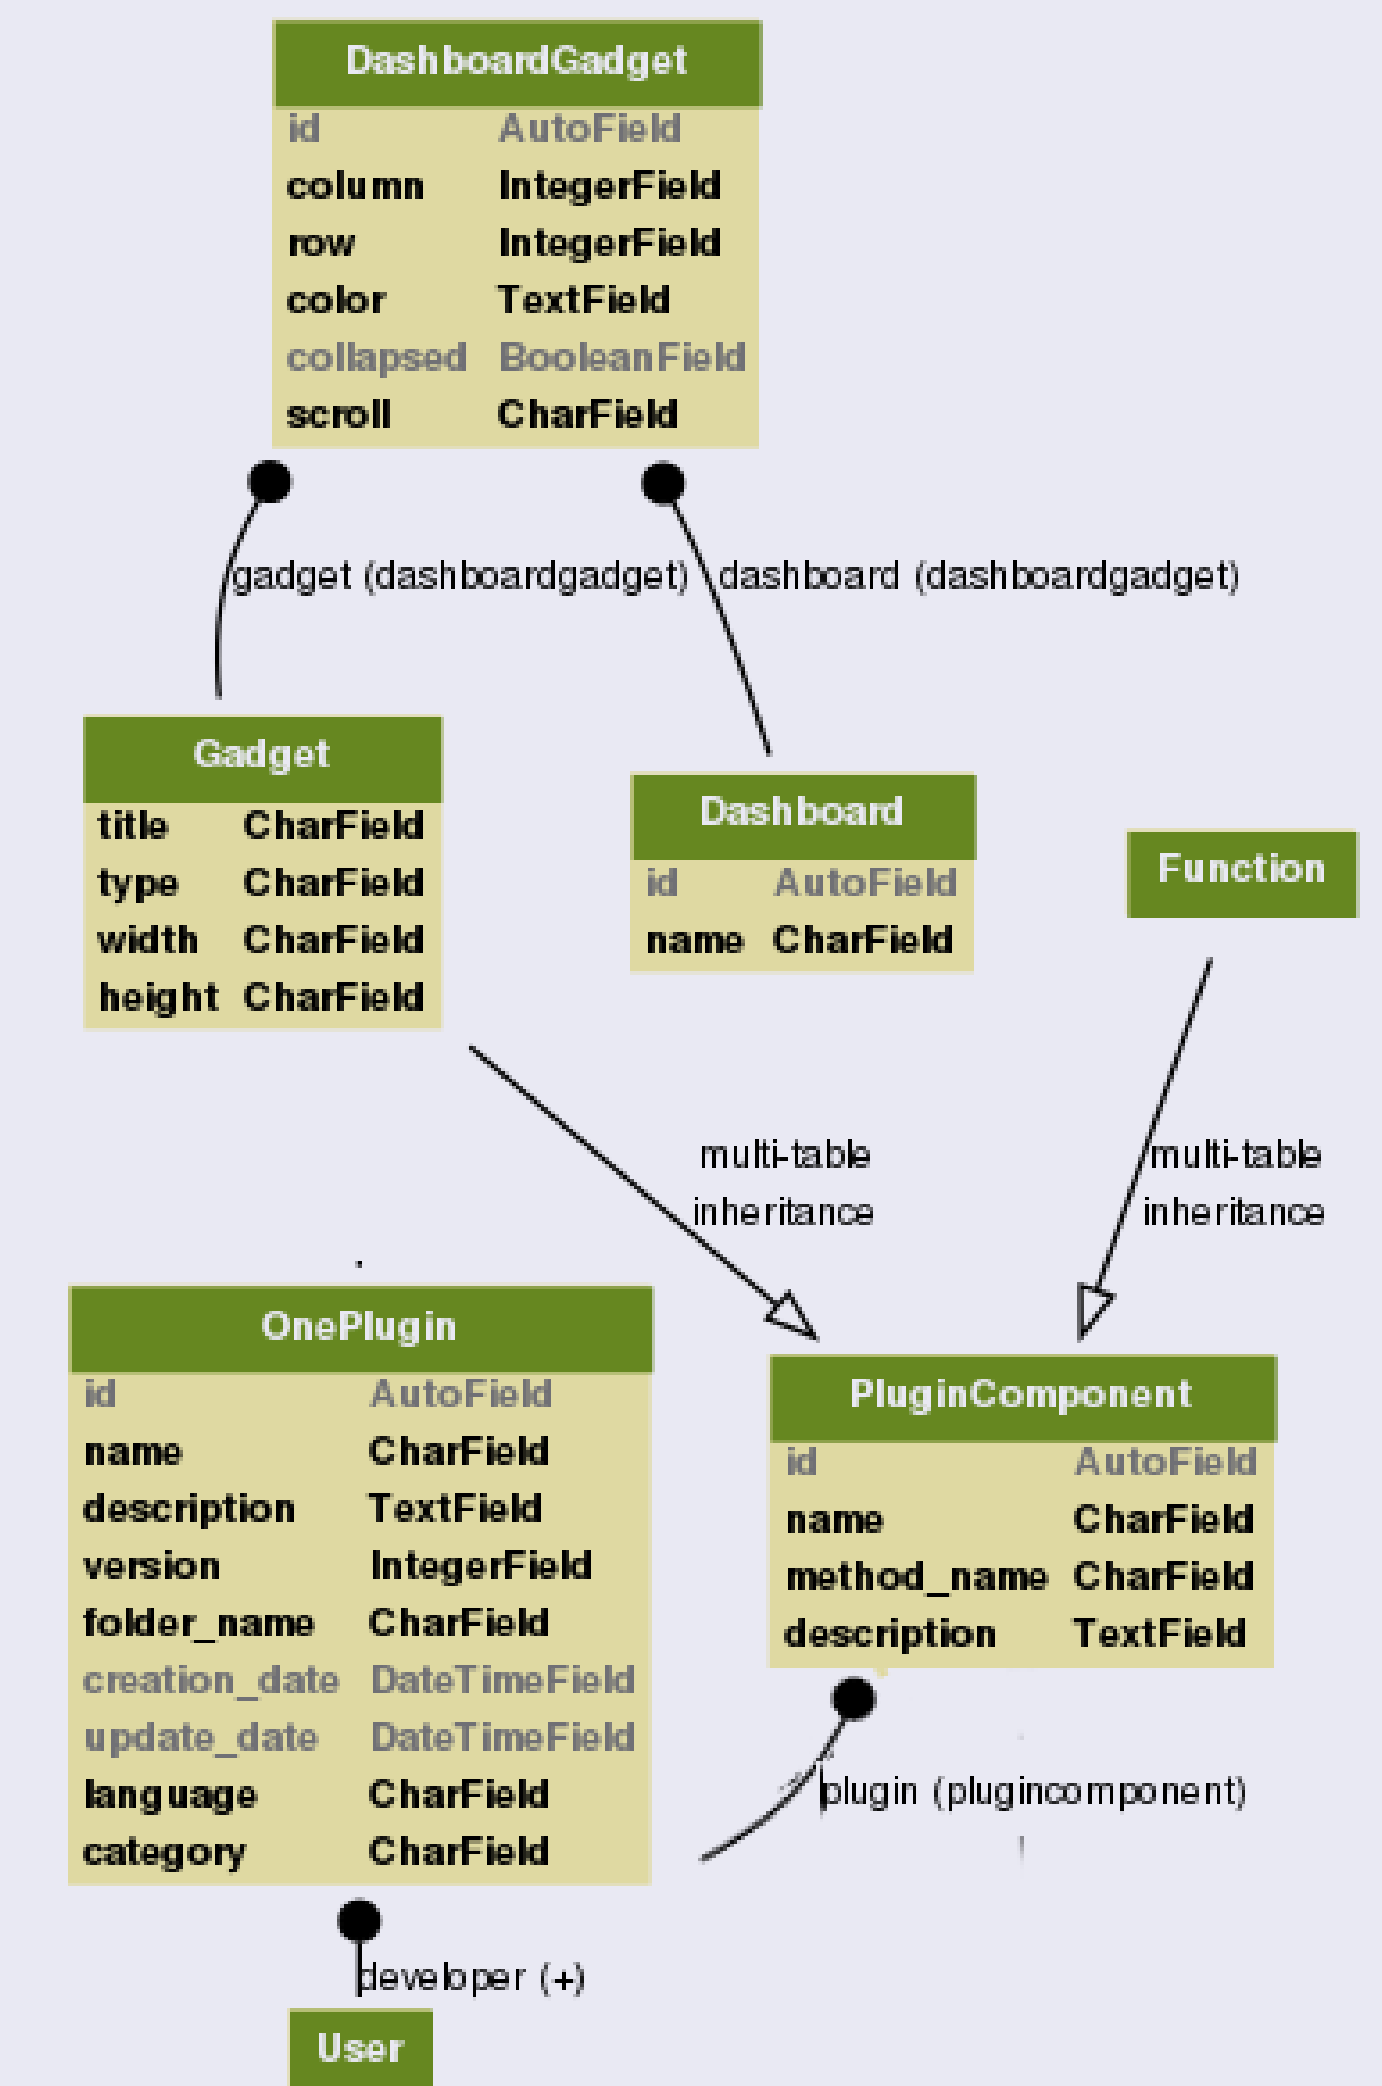 DashboardGadget
id AutoField
column IntegerField
row IntegerField
color TextField
collapsed BooleanField
scroll CharField
gadget (dashboardgadget) dashboard (dashboardgadget)
Gadget
title CharField
type CharField
width CharField
height CharField
Dashboard
id AutoField
name CharField
Function
multi-table
inheritance
multi-table
inheritance
OnePlugin
id AutoField
name CharField
description TextField
version IntegerField
folder_name CharField
creation_date DateTimeField
update_date DateTimeField
language CharField
category CharField
PluginComponent
id AutoField
name CharField
method_name CharField
description TextField
plugin (plugincomponent)
developer (+)
User